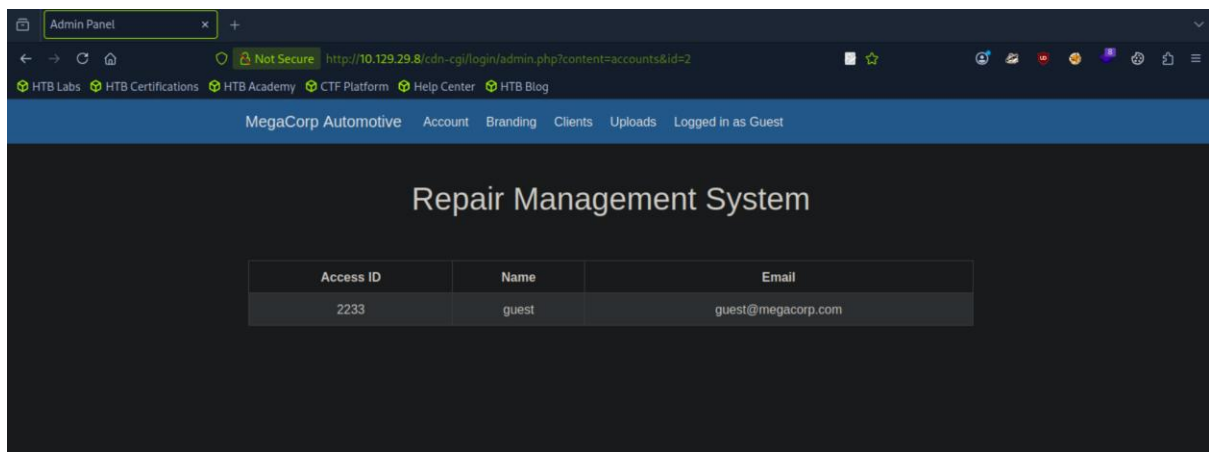 Admin Panel
Not Secure http://10.129.29.8/cdn-cgi/login/admin.php?content=accounts&id=2
HTB Labs HTB Certifications HTB Academy CTF Platform Help Center HTB Blog
MegaCorp Automotive Account Branding Clients Uploads Logged in as Guest
Repair Management System
Access ID Name Email
2233 guest guest@megacorp.com